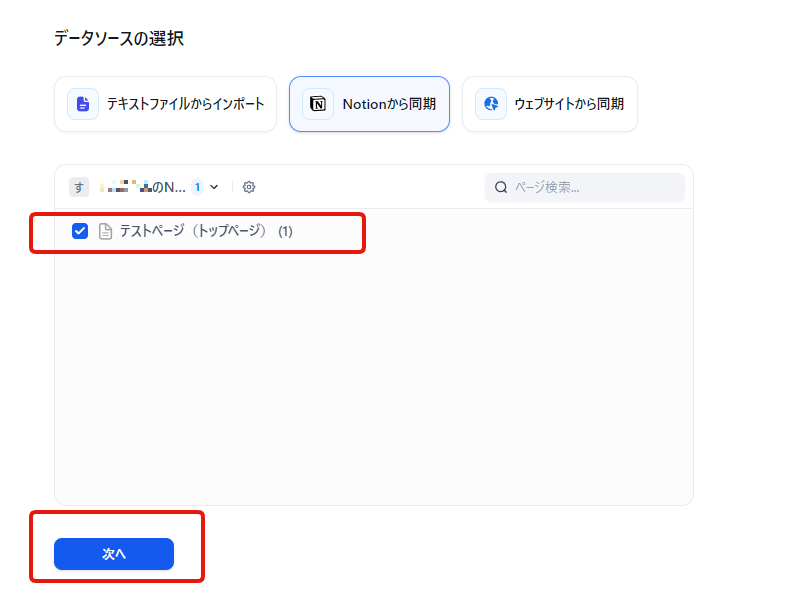 データソースの選択
テキストファイルからインポート
Notionから同期
ウェブサイトから同期
す のN... 1
ページ検索...
テストページ（トップページ） (1)
次へ